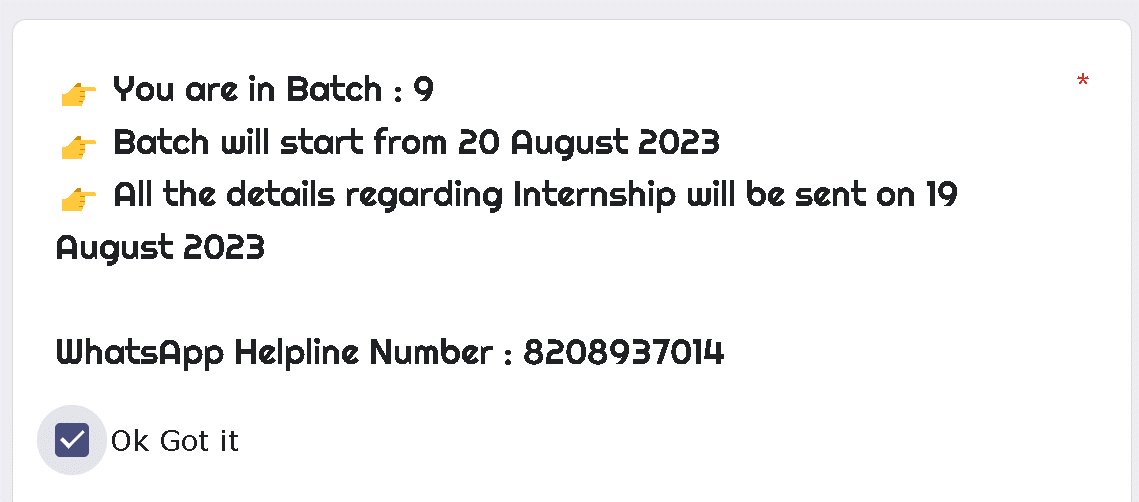 👉 You are in Batch : 9
*
👉 Batch will start from 20 August 2023
👉 All the details regarding Internship will be sent on 19
August 2023
WhatsApp Helpline Number : 8208937014
Ok Got it